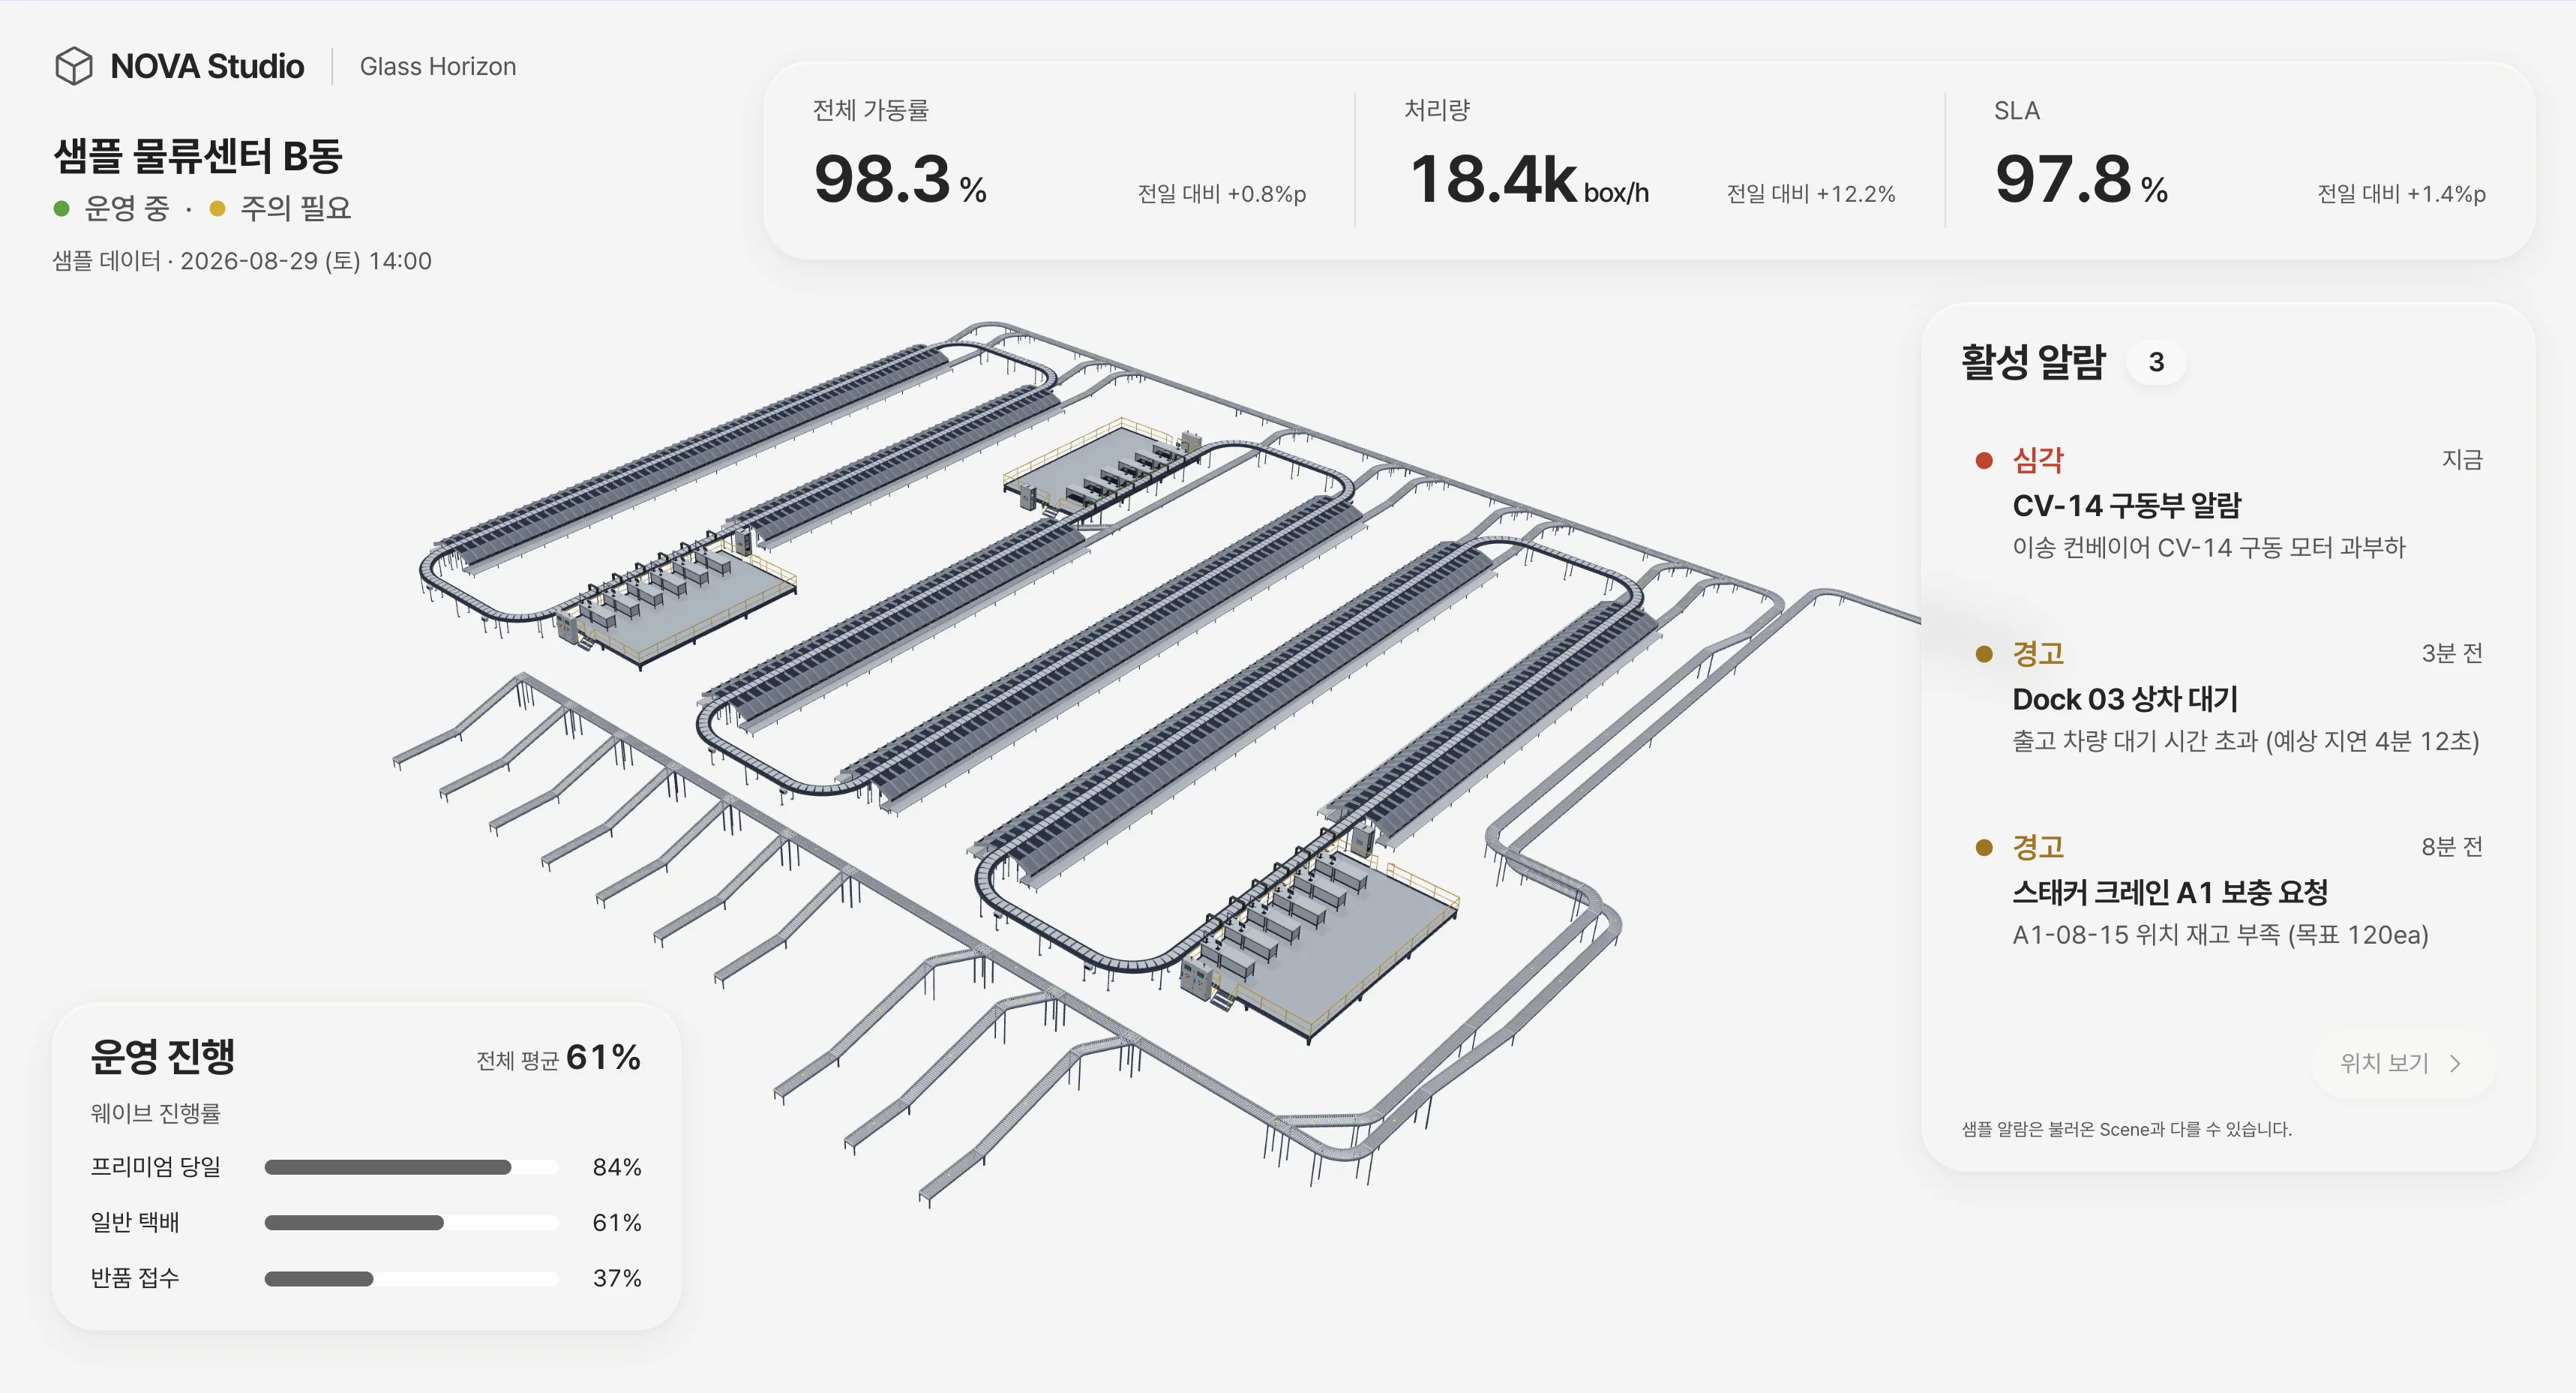 NOVA Studio
Glass Horizon
샘플 물류센터 B동
운영 중 · 주의 필요
샘플 데이터 · 2026-08-29 (토) 14:00
전체 가동률
98.3 %
전일 대비 +0.8%p
처리량
18.4k box/h
전일 대비 +12.2%
SLA
97.8 %
전일 대비 +1.4%p
활성 알람 3
심각 지금
CV-14 구동부 알람
이송 컨베이어 CV-14 구동 모터 과부하
경고 3분 전
Dock 03 상차 대기
출고 차량 대기 시간 초과 (예상 지연 4분 12초)
경고 8분 전
스태커 크레인 A1 보충 요청
A1-08-15 위치 재고 부족 (목표 120ea)
위치 보기
샘플 알람은 불러온 Scene과 다를 수 있습니다.
운영 진행 전체 평균 61%
웨이브 진행률
프리미엄 당일 84%
일반 택배 61%
반품 접수 37%